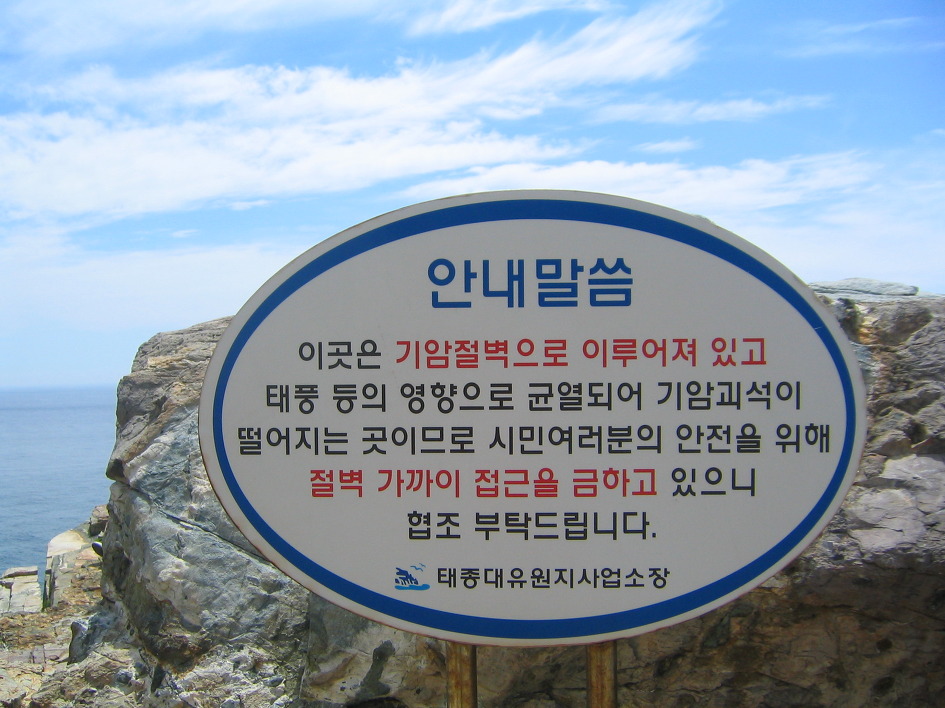 안내말씀
이곳은 기암절벽으로 이루어져 있고
태풍 등의 영향으로 균열되어 기암괴석이
떨어지는 곳이므로 시민여러분의 안전을 위해
절벽 가까이 접근을 금하고 있으니
협조 부탁드립니다.
태종대유원지사업소장